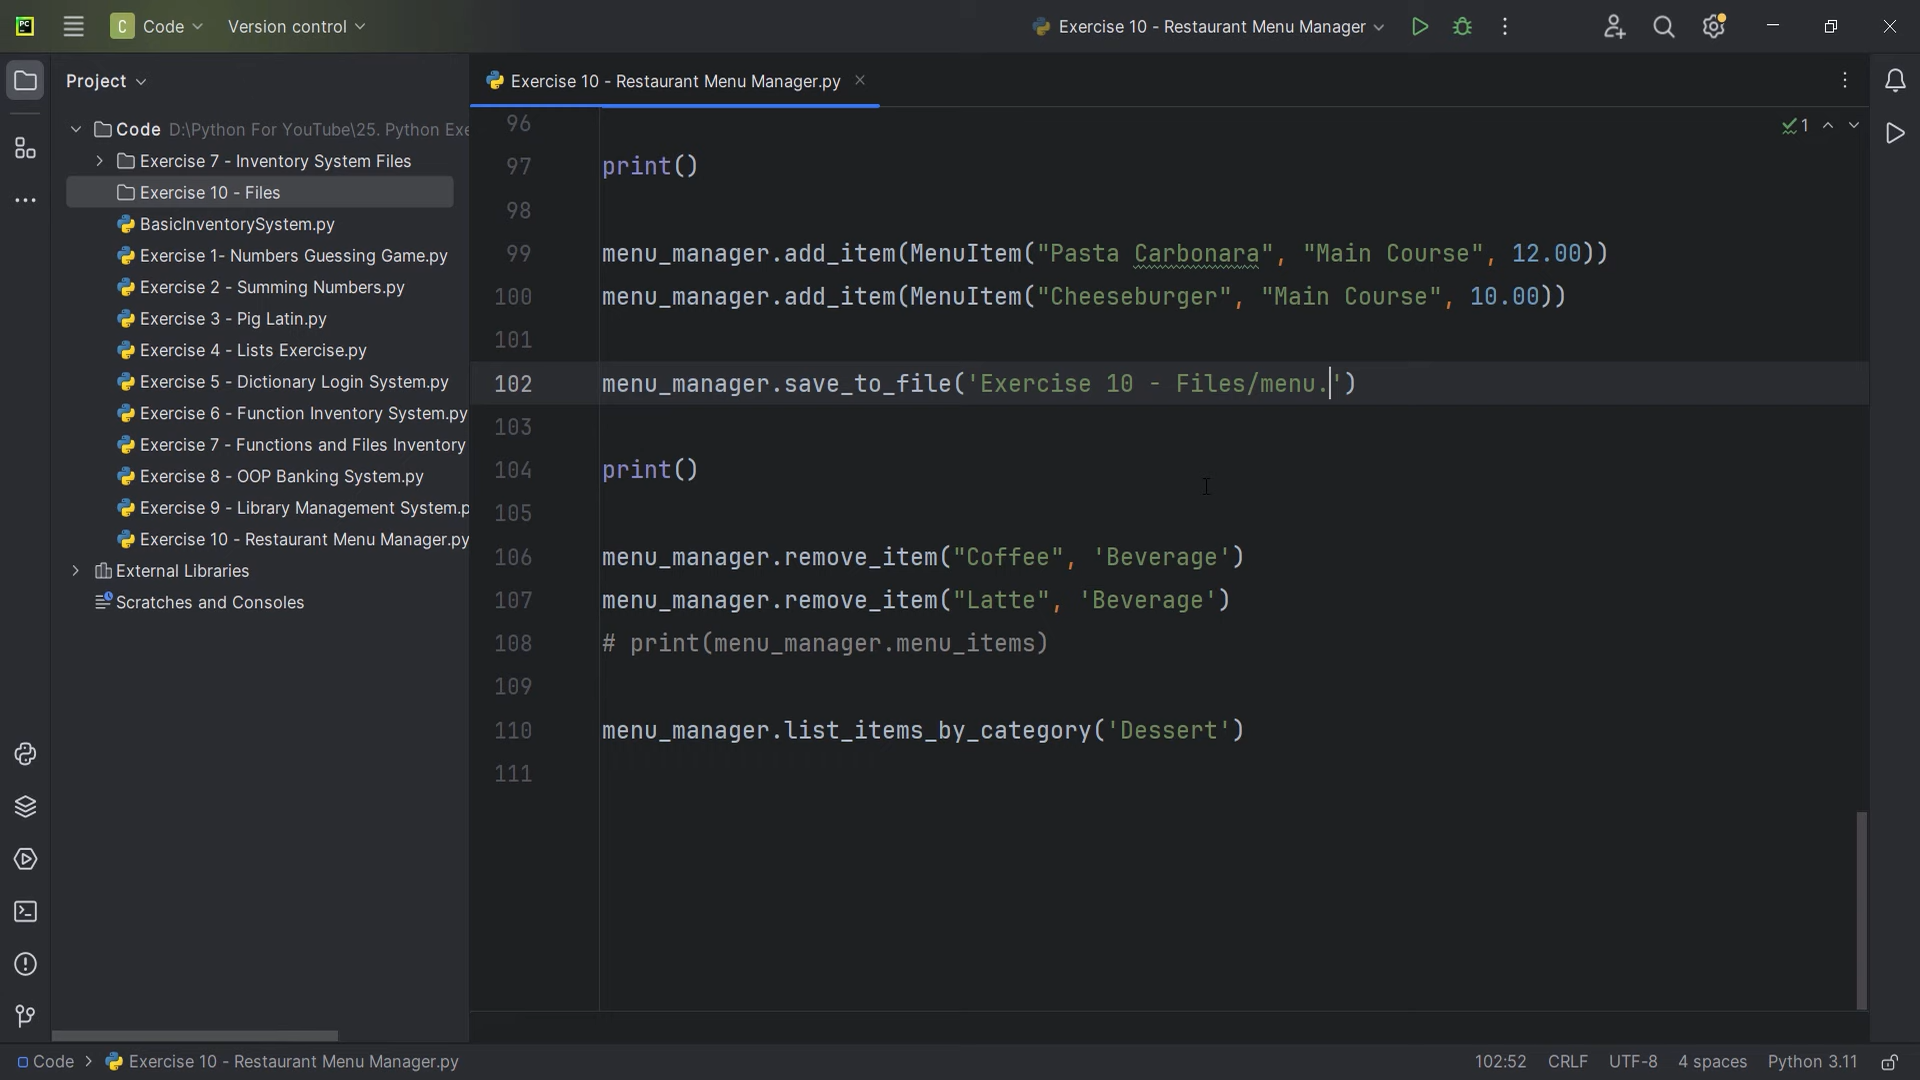 PC
C Code
Version control
Exercise 10 - Restaurant Menu Manager
Project
Exercise 10 - Restaurant Menu Manager.py
Code D:\Python For YouTube\25. Python Exe
Exercise 7 - Inventory System Files
Exercise 10 - Files
BasicInventorySystem.py
Exercise 1- Numbers Guessing Game.py
Exercise 2 - Summing Numbers.py
Exercise 3 - Pig Latin.py
Exercise 4 - Lists Exercise.py
Exercise 5 - Dictionary Login System.py
Exercise 6 - Function Inventory System.py
Exercise 7 - Functions and Files Inventory
Exercise 8 - OOP Banking System.py
Exercise 9 - Library Management System.p
Exercise 10 - Restaurant Menu Manager.py
External Libraries
Scratches and Consoles
1
96
97 print()
98
99 menu_manager.add_item(MenuItem("Pasta Carbonara", "Main Course", 12.00))
100 menu_manager.add_item(MenuItem("Cheeseburger", "Main Course", 10.00))
101
102 menu_manager.save_to_file('Exercise 10 - Files/menu.')
103
104 print()
105
106 menu_manager.remove_item("Coffee", 'Beverage')
107 menu_manager.remove_item("Latte", 'Beverage')
108 # print(menu_manager.menu_items)
109
110 menu_manager.list_items_by_category('Dessert')
111
Code > Exercise 10 - Restaurant Menu Manager.py
102:52 CRLF UTF-8 4 spaces Python 3.11